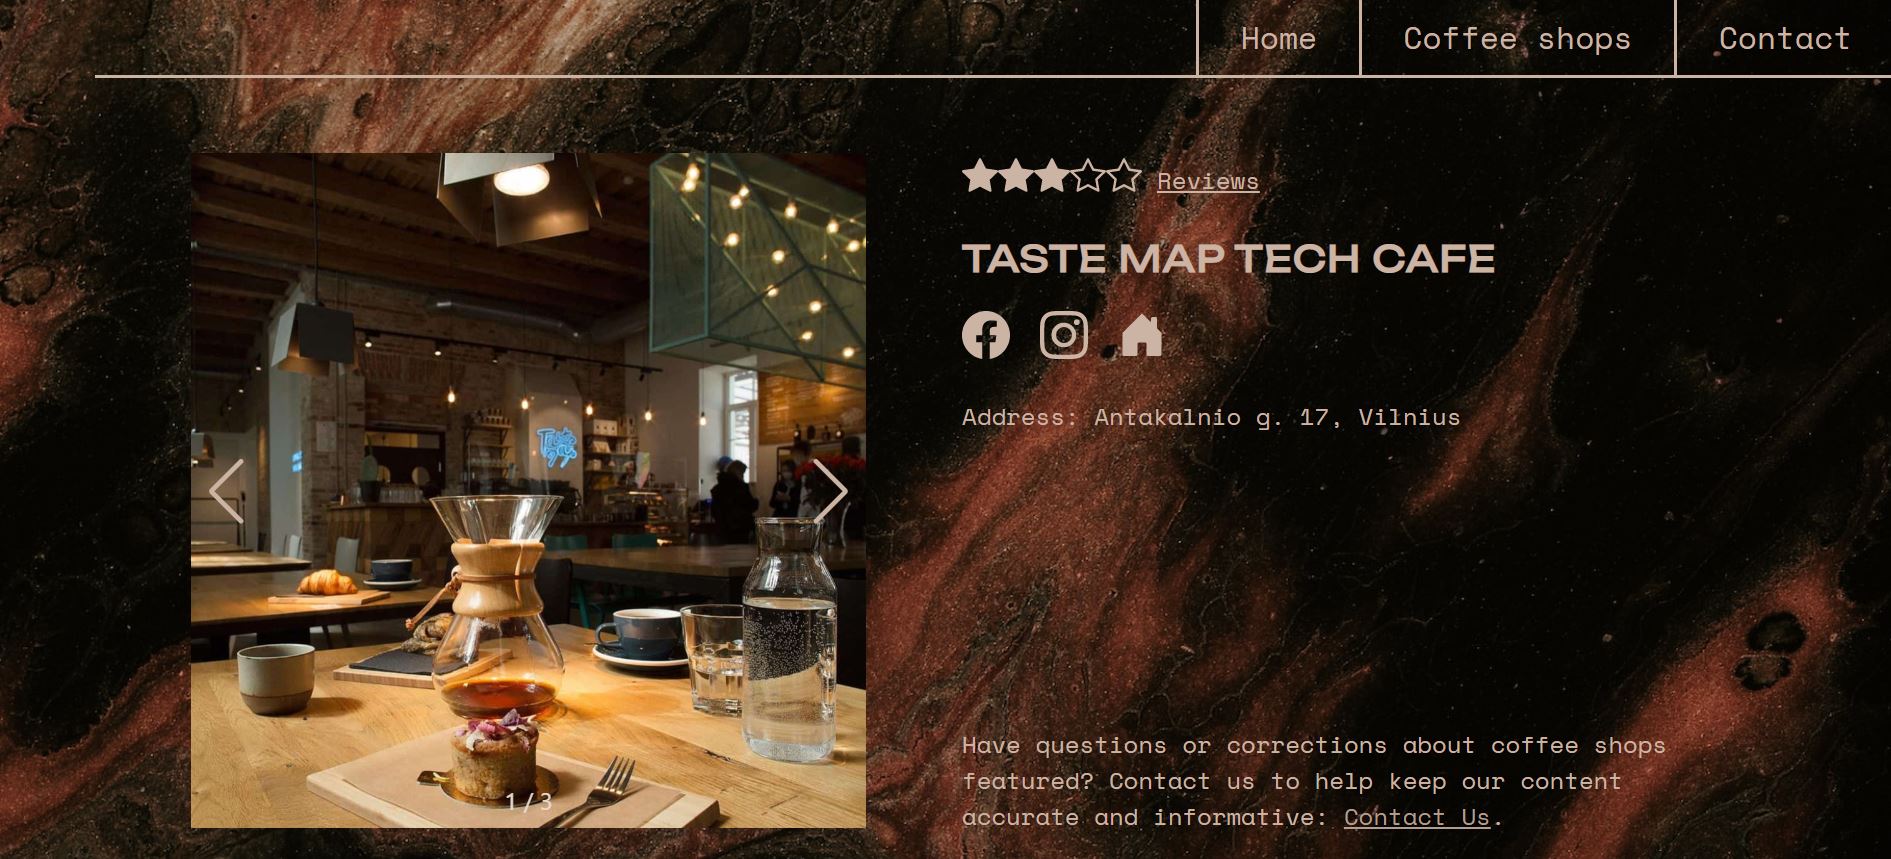 Home
Coffee shops
Contact
Reviews
TASTE MAP TECH CAFE
Address: Antakalnio g. 17, Vilnius
Taste
1 / 3
Have questions or corrections about coffee shops
featured? Contact us to help keep our content
accurate and informative: Contact Us.